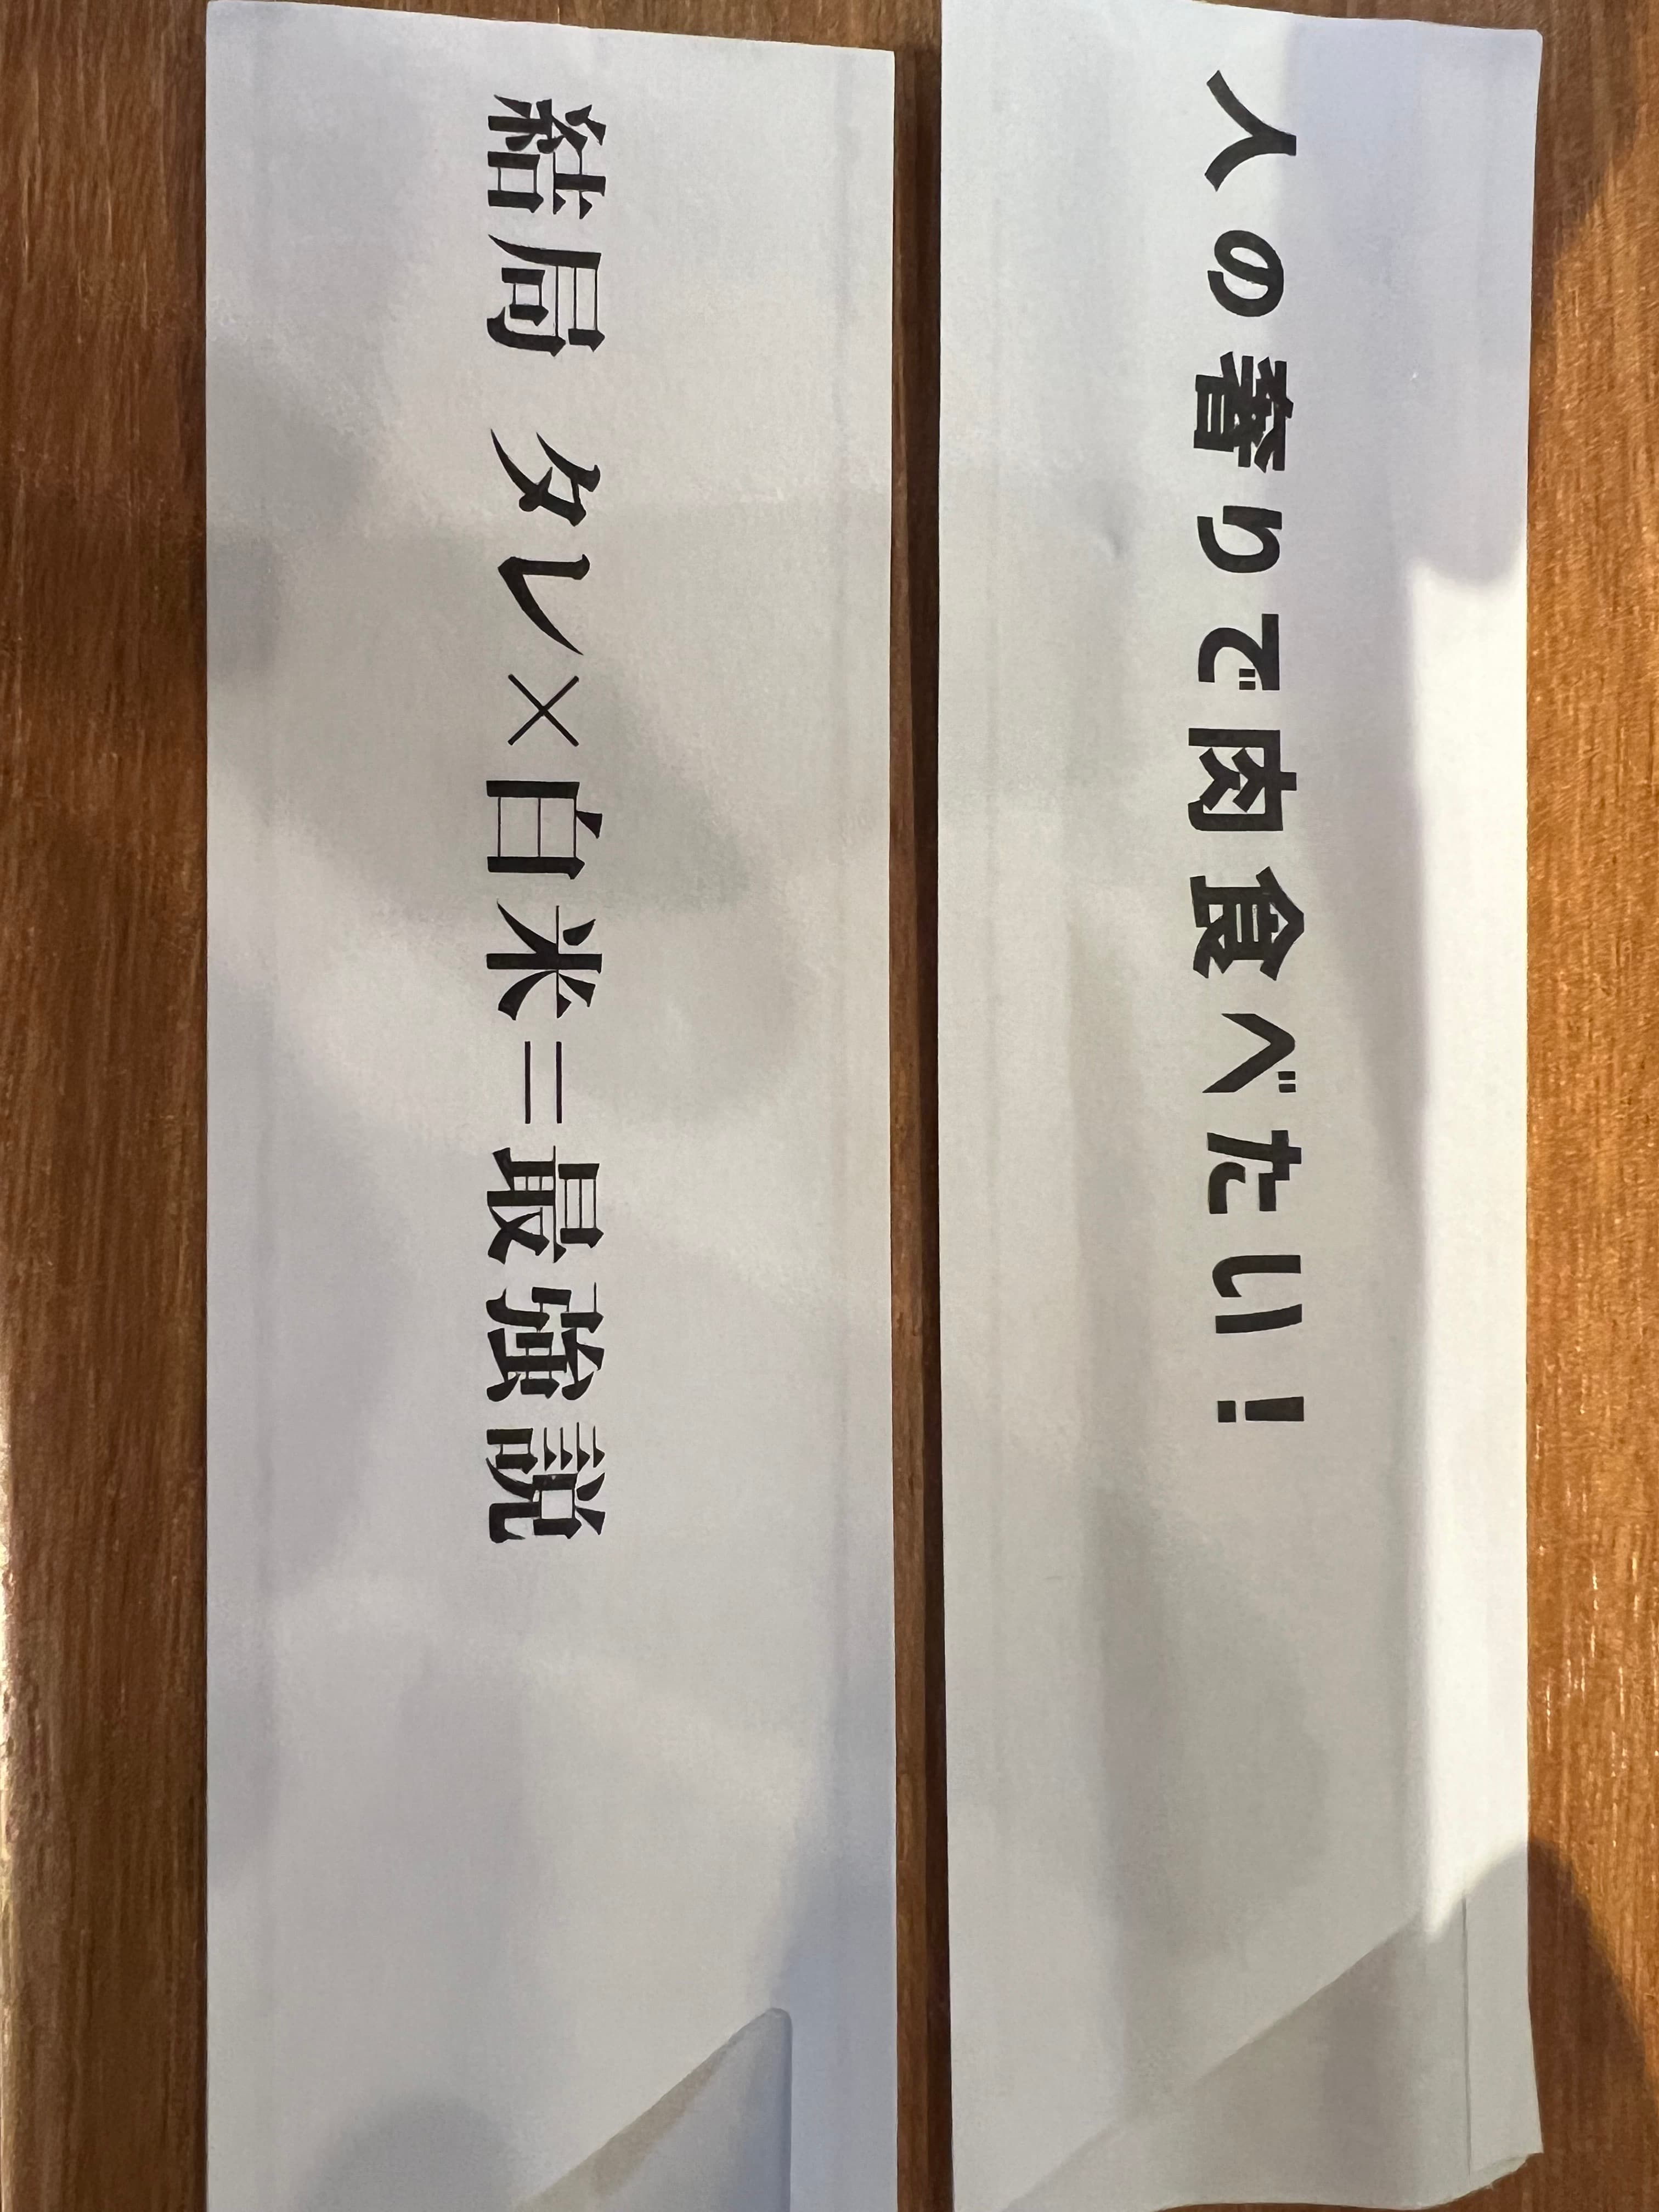 人の奢りで肉食べたい!
結局 タレ×白米=最強説